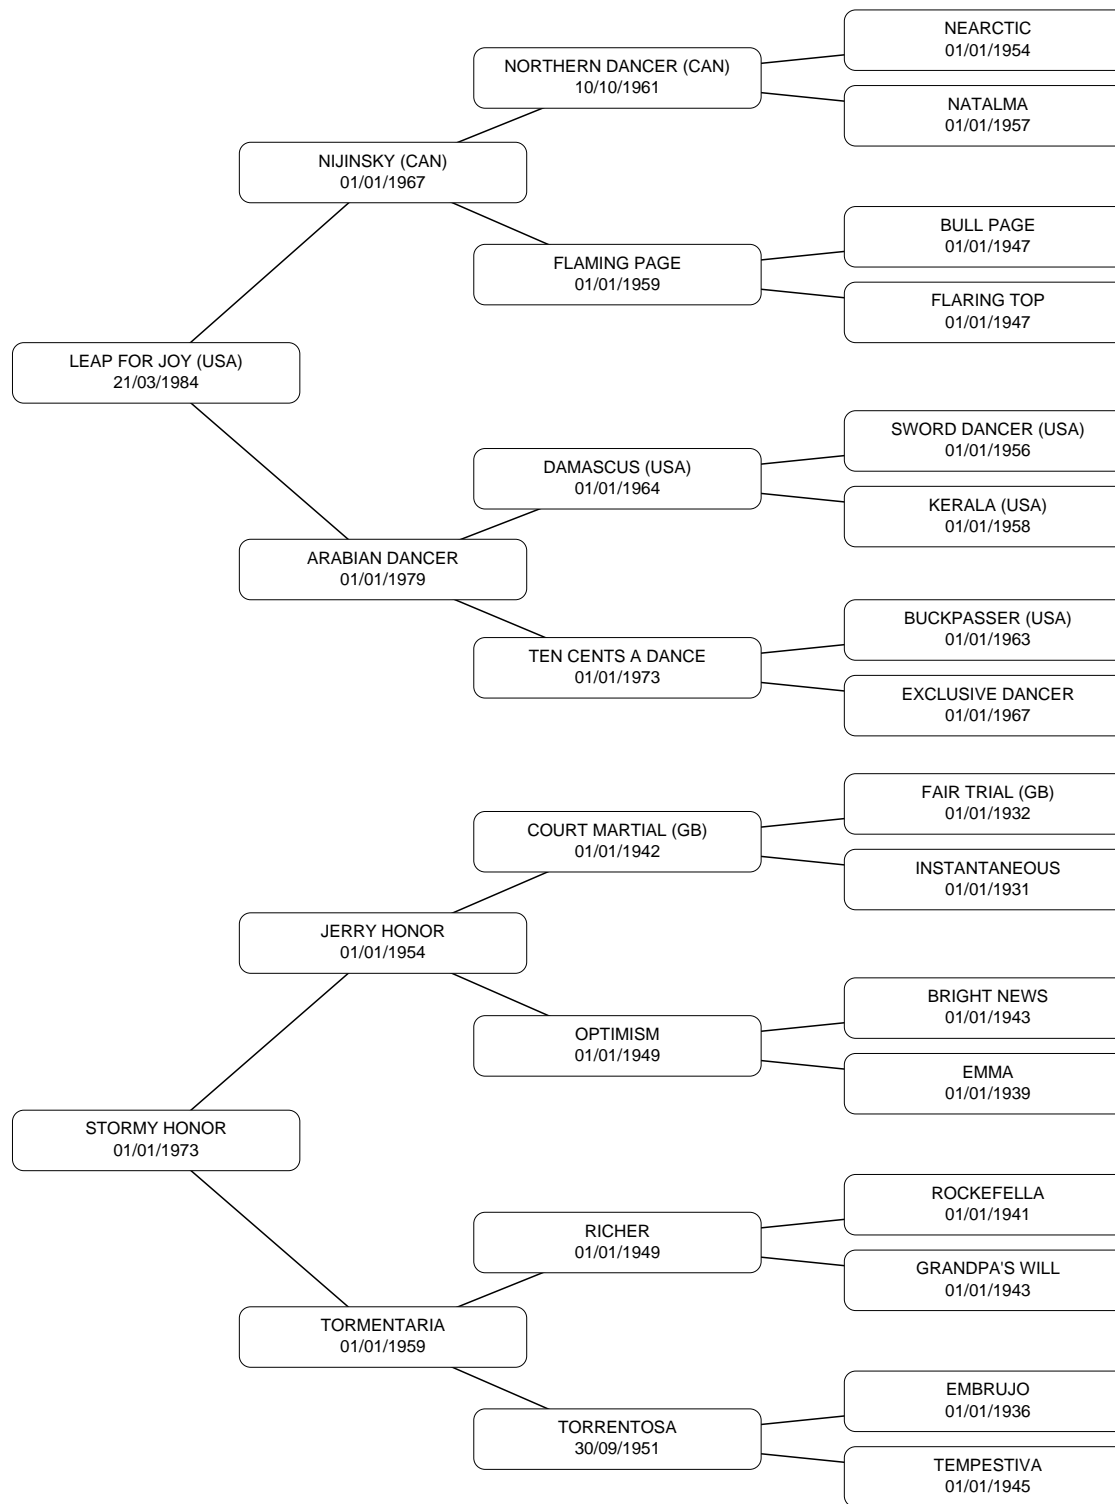 NEARCTIC
01/01/1954
NORTHERN DANCER (CAN)
10/10/1961
NATALMA
01/01/1957
NIJINSKY (CAN)
01/01/1967
BULL PAGE
01/01/1947
FLAMING PAGE
01/01/1959
FLARING TOP
01/01/1947
LEAP FOR JOY (USA)
21/03/1984
SWORD DANCER (USA)
01/01/1956
DAMASCUS (USA)
01/01/1964
KERALA (USA)
01/01/1958
ARABIAN DANCER
01/01/1979
BUCKPASSER (USA)
01/01/1963
TEN CENTS A DANCE
01/01/1973
EXCLUSIVE DANCER
01/01/1967
FAIR TRIAL (GB)
01/01/1932
COURT MARTIAL (GB)
01/01/1942
INSTANTANEOUS
01/01/1931
JERRY HONOR
01/01/1954
BRIGHT NEWS
01/01/1943
OPTIMISM
01/01/1949
EMMA
01/01/1939
STORMY HONOR
01/01/1973
ROCKEFELLA
01/01/1941
RICHER
01/01/1949
GRANDPA'S WILL
01/01/1943
TORMENTARIA
01/01/1959
EMBRUJO
01/01/1936
TORRENTOSA
30/09/1951
TEMPESTIVA
01/01/1945